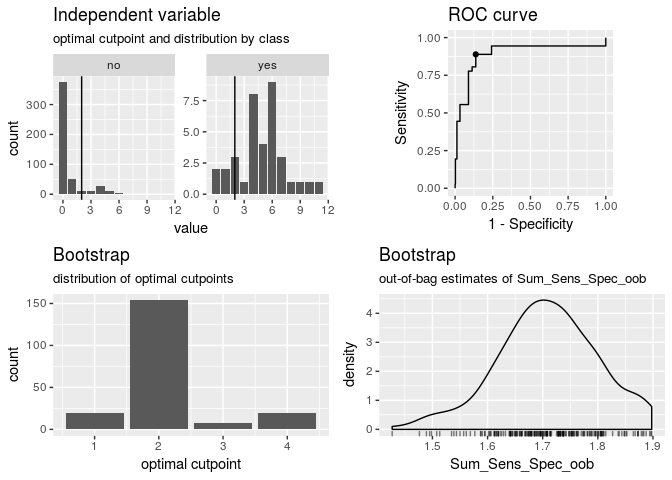 Independent variable
optimal cutpoint and distribution by class
no
yes
count
300
200
100
0
7.5
5.0
2.5
0.0
0 3 6 9 12
0 3 6 9 12
value
ROC curve
Sensitivity
1.00
0.75
0.50
0.25
0.00
0.00 0.25 0.50 0.75 1.00
1 - Specificity
Bootstrap
distribution of optimal cutpoints
count
150
100
50
0
1 2 3 4
optimal cutpoint
Bootstrap
out-of-bag estimates of Sum_Sens_Spec_oob
density
4
3
2
1
0
1.5 1.6 1.7 1.8 1.9
Sum_Sens_Spec_oob